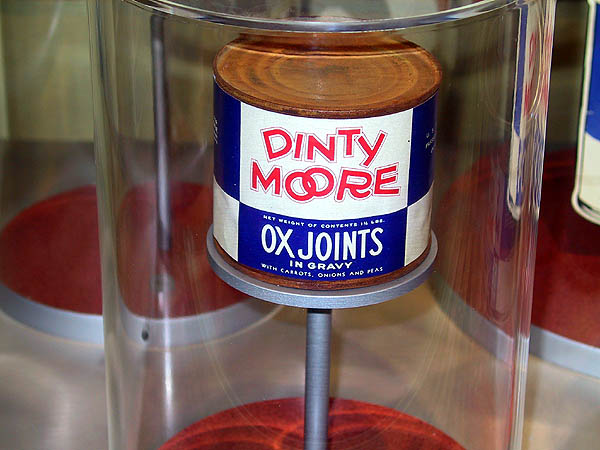 DINTY
MOORE
NET WEIGHT OF CONTENTS 1½ LBS.
OX JOINTS
IN GRAVY
WITH CARROTS, ONIONS AND PEAS